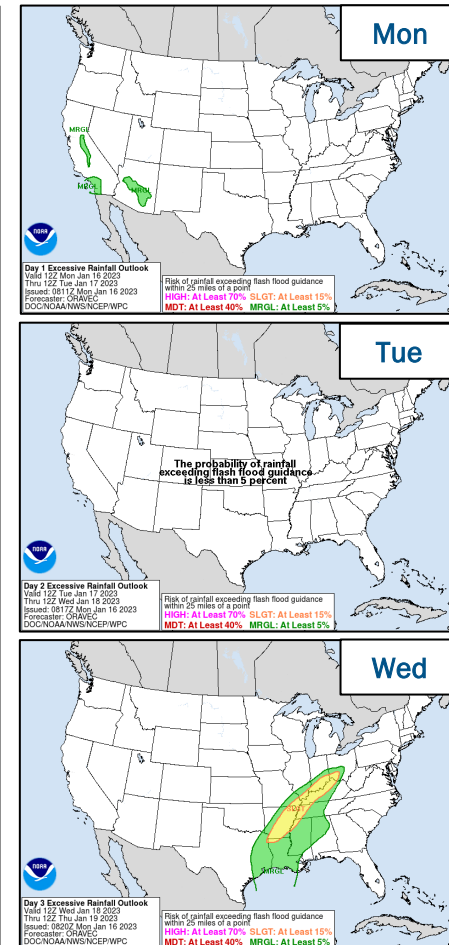 Mon
MRGL
MRGL
MRGL
NOAA
Day 1 Excessive Rainfall Outlook
Valid 12Z Mon Jan 16 2023
Thru 12Z Tue Jan 17 2023
Issued: 0811Z Mon Jan 16 2023
Forecaster: ORAVEC
DOC/NOAA/NWS/NCEP/WPC
Risk of rainfall exceeding flash flood guidance
within 25 miles of a point
HIGH: At Least 70% SLGT: At Least 15%
MDT: At Least 40% MRGL: At Least 5%
Tue
The probability of rainfall
exceeding flash flood guidance
is less than 5 percent
NOAA
Day 2 Excessive Rainfall Outlook
Valid 12Z Tue Jan 17 2023
Thru 12Z Wed Jan 18 2023
Issued: 0817Z Mon Jan 16 2023
Forecaster: ORAVEC
DOC/NOAA/NWS/NCEP/WPC
Risk of rainfall exceeding flash flood guidance
within 25 miles of a point
HIGH: At Least 70% SLGT: At Least 15%
MDT: At Least 40% MRGL: At Least 5%
Wed
SLGT
MRGL
NOAA
Day 3 Excessive Rainfall Outlook
Valid 12Z Wed Jan 18 2023
Thru 12Z Thu Jan 19 2023
Issued: 0820Z Mon Jan 16 2023
Forecaster: ORAVEC
DOC/NOAA/NWS/NCEP/WPC
Risk of rainfall exceeding flash flood guidance
within 25 miles of a point
HIGH: At Least 70% SLGT: At Least 15%
MDT: At Least 40% MRGL: At Least 5%